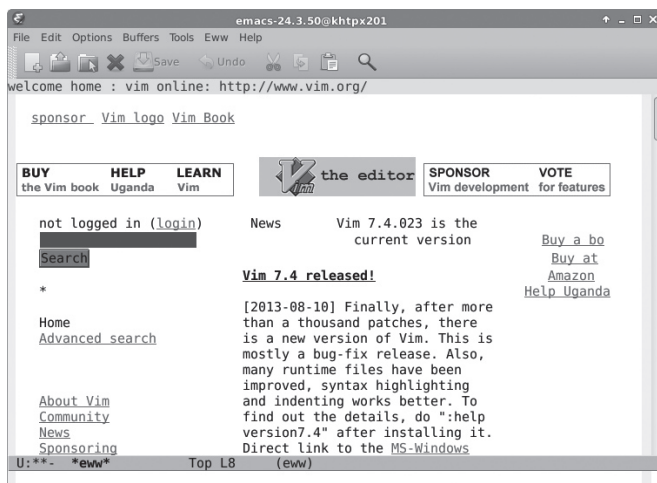 emacs-24.3.50@khtpx201
File Edit Options Buffers Tools Eww Help
Save Undo
welcome home : vim online: http://www.vim.org/
sponsor Vim logo Vim Book
BUY HELP LEARN
the Vim book Uganda Vim
Vim the editor
SPONSOR VOTE
Vim development for features
not logged in (login)
Search
*
Home
Advanced search
About Vim
Community
News
Sponsoring
News Vim 7.4.023 is the
current version
Vim 7.4 released!
[2013-08-10] Finally, after more
than a thousand patches, there
is a new version of Vim. This is
mostly a bug-fix release. Also,
many runtime files have been
improved, syntax highlighting
and indenting works better. To
find out the details, do ":help
version7.4" after installing it.
Direct link to the MS-Windows
Buy a bo
Buy at
Amazon
Help Uganda
U:**- *eww* Top L8 (eww)